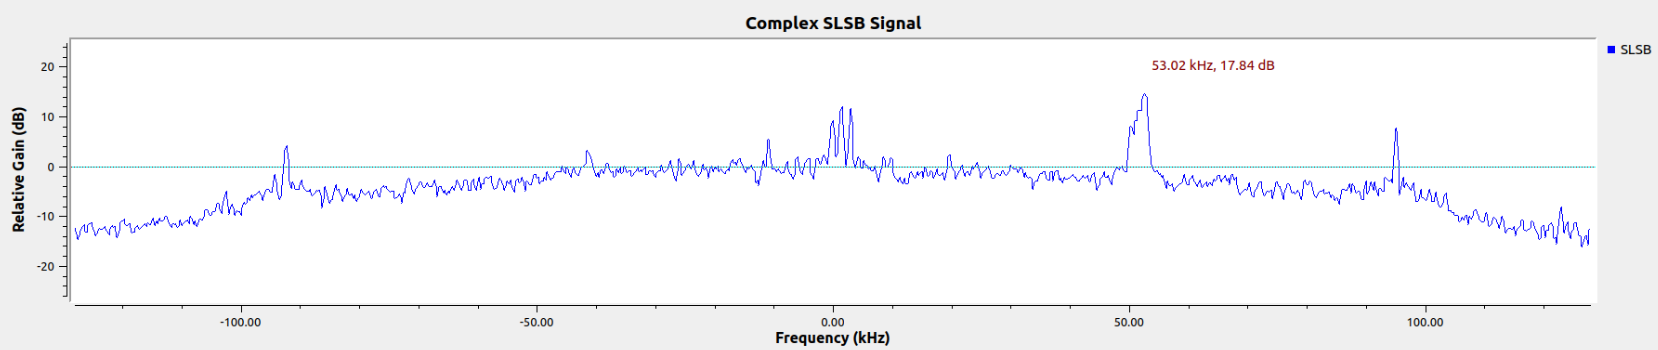 Complex SLSB Signal
SLSB
53.02 kHz, 17.84 dB
Relative Gain (dB)
20
10
0
-10
-20
-100.00 -50.00 0.00 50.00 100.00
Frequency (kHz)